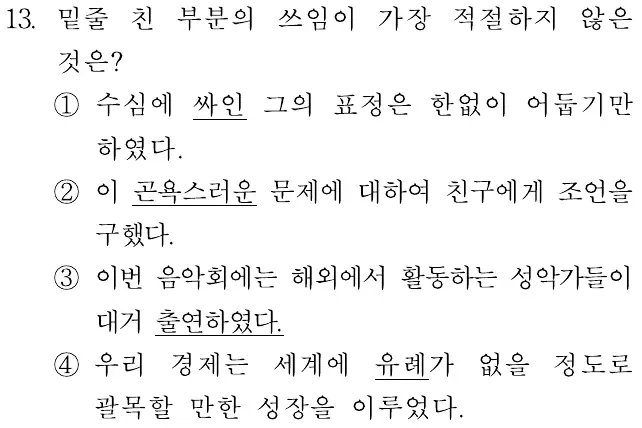 13. 밑줄 친 부분의 쓰임이 가장 적절하지 않은
것은?
① 수심에 싸인 그의 표정은 한없이 어둡기만
하였다.
② 이 곤욕스러운 문제에 대하여 친구에게 조언을
구했다.
③ 이번 음악회에는 해외에서 활동하는 성악가들이
대거 출연하였다.
④ 우리 경제는 세계에 유례가 없을 정도로
괄목할 만한 성장을 이루었다.